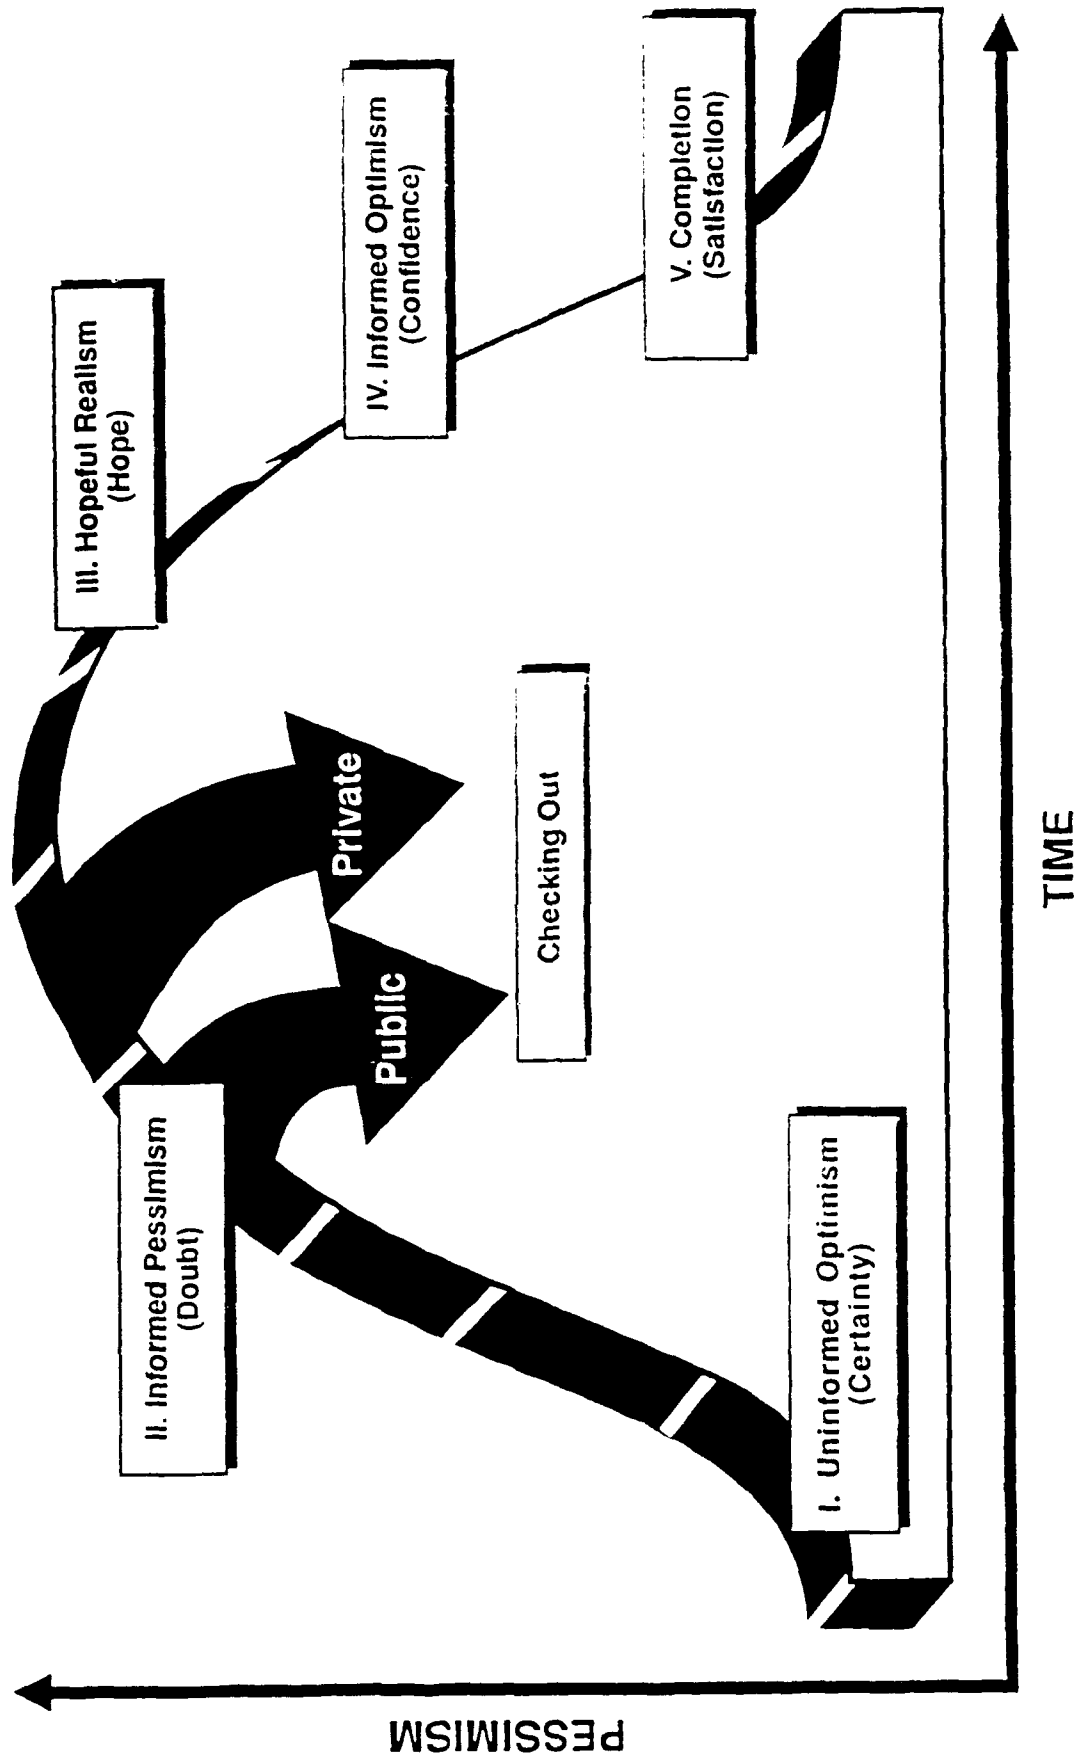 PESSIMISM
I. Uninformed Optimism
(Certainty)
II. Informed Pessimism
(Doubt)
Public
Private
Checking Out
III. Hopeful Realism
(Hope)
IV. Informed Optimism
(Confidence)
V. Completion
(Satisfaction)
TIME